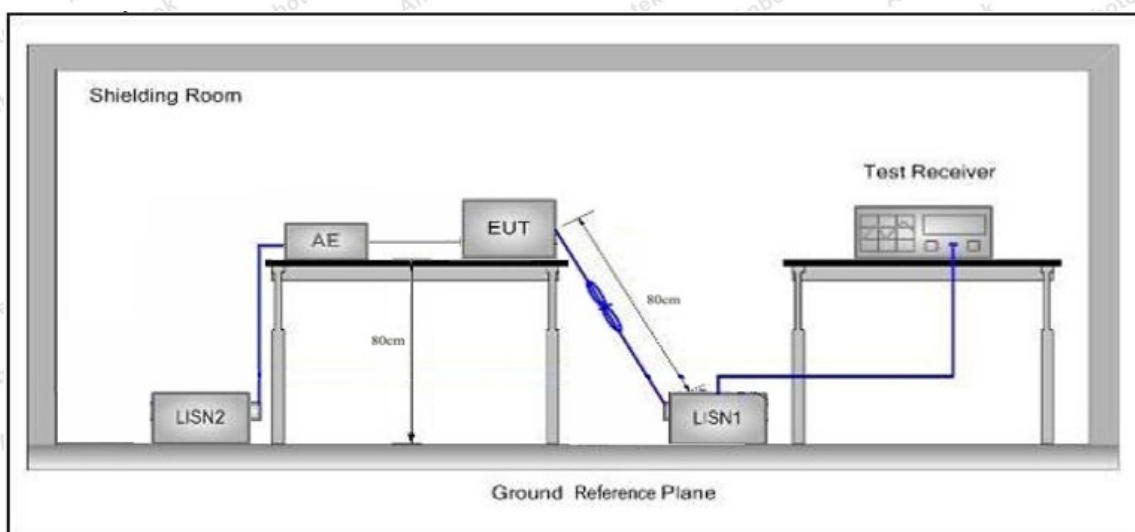 Shielding Room
Test Receiver
EUT
AE
80cm
80cm
LISN2
LISN1
Ground Reference Plane